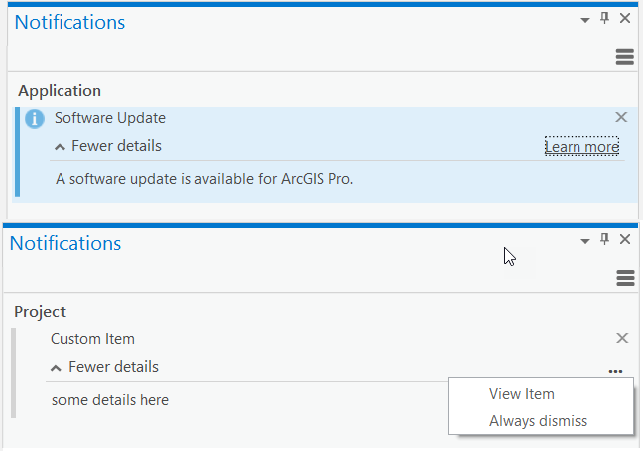 Notifications
Application
Software Update
Fewer details
Learn more
A software update is available for ArcGIS Pro.
Notifications
Project
Custom Item
Fewer details
...
some details here
View Item
Always dismiss